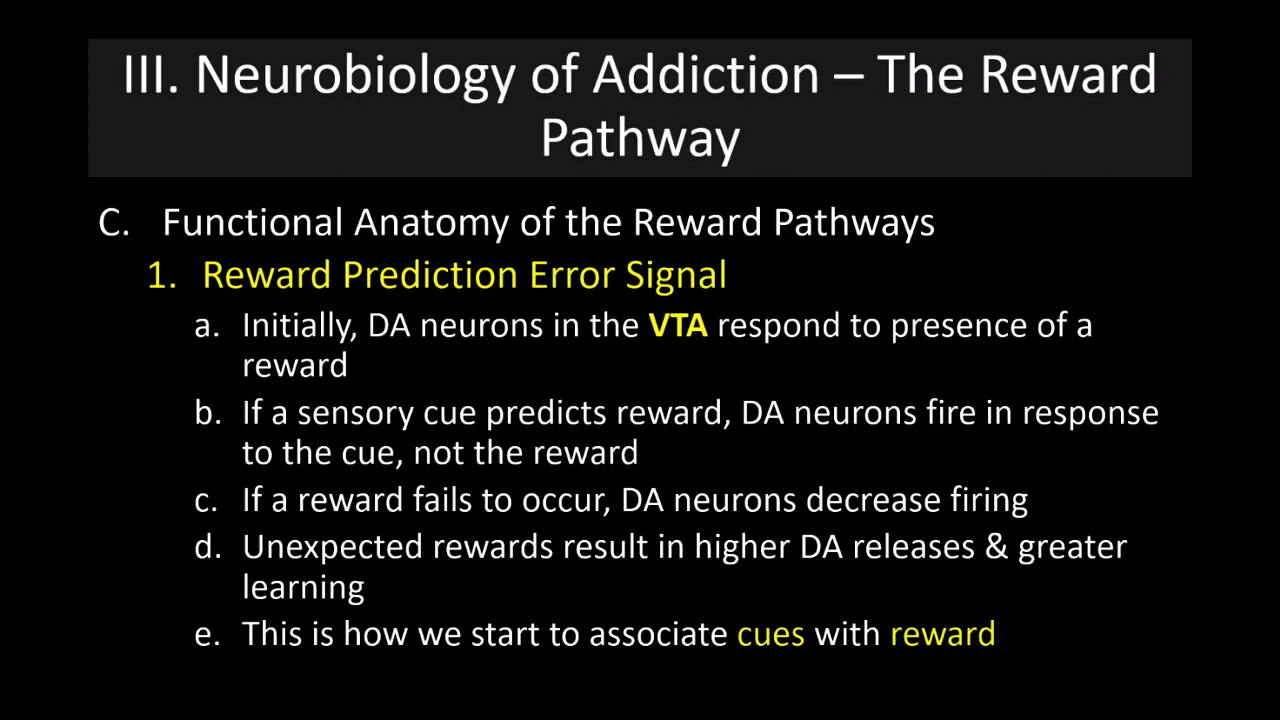 III. Neurobiology of Addiction – The Reward
Pathway
C. Functional Anatomy of the Reward Pathways
1. Reward Prediction Error Signal
a. Initially, DA neurons in the VTA respond to presence of a
reward
b. If a sensory cue predicts reward, DA neurons fire in response
to the cue, not the reward
c. If a reward fails to occur, DA neurons decrease firing
d. Unexpected rewards result in higher DA releases & greater
learning
e. This is how we start to associate cues with reward